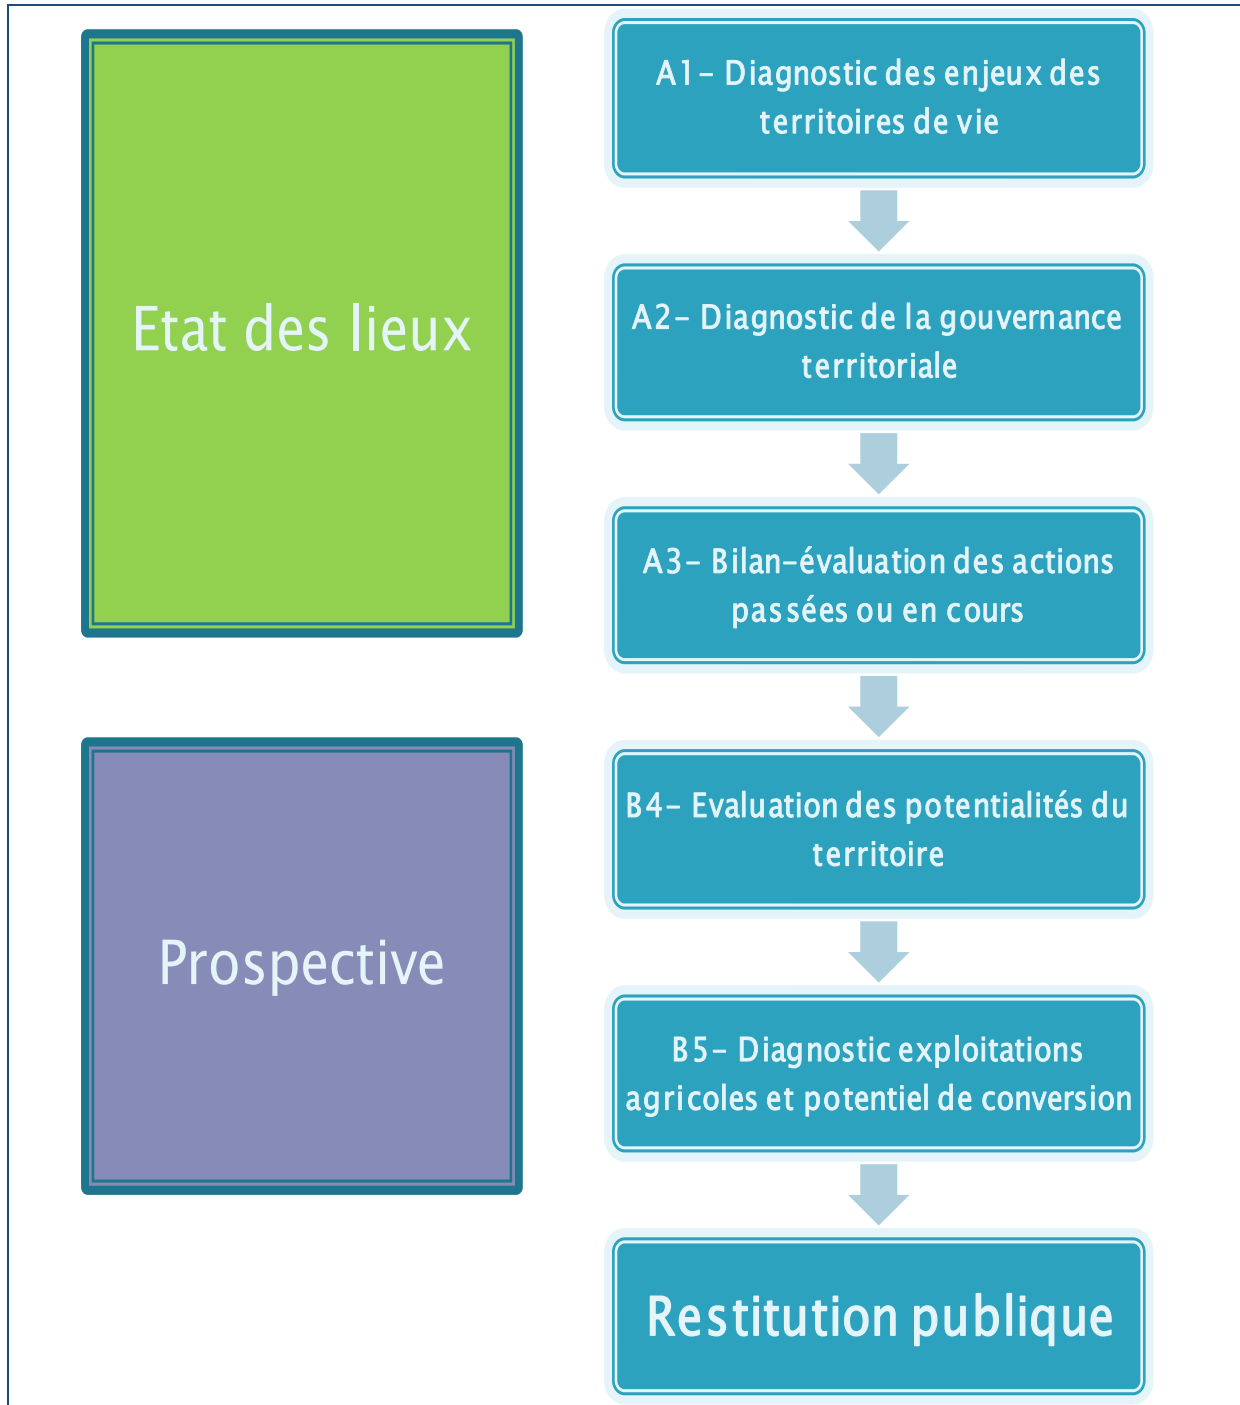 Etat des lieux
A1- Diagnostic des enjeux des
territoires de vie
A2- Diagnostic de la gouvernance
territoriale
A3- Bilan-évaluation des actions
passées ou en cours
Prospective
B4- Evaluation des potentialités du
territoire
B5- Diagnostic exploitations
agricoles et potentiel de conversion
Restitution publique